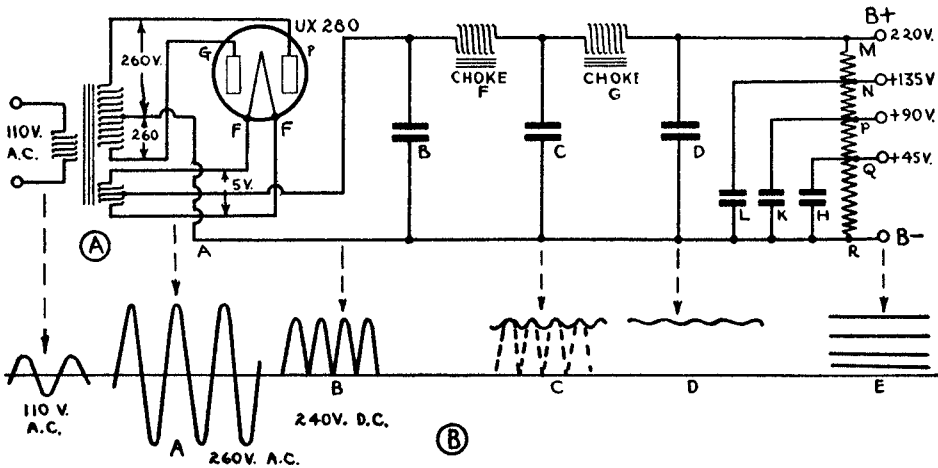 UX 280
G
P
260V.
260
110V.
A.C.
F F
5V.
A
A
CHOKE
F
CHOKE
G
B
C
D
L
K
H
B+
220V.
M
+135V
N
+90V.
P
+45V.
Q
B-
R
110 V.
A.C.
A
260V A.C.
B
240V. D.C.
B
C
D
E